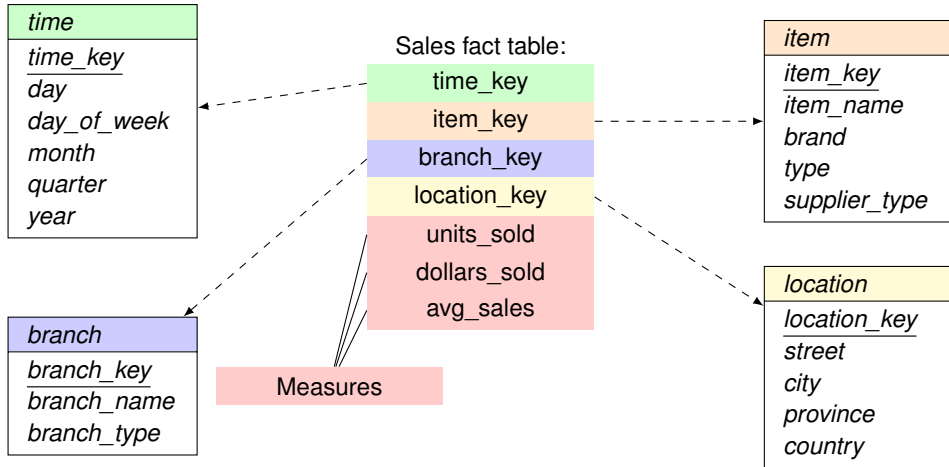 time
time_key
day
day_of_week
month
quarter
year
Sales fact table:
time_key
item_key
branch_key
location_key
units_sold
dollars_sold
avg_sales
Measures
item
item_key
item_name
brand
type
supplier_type
branch
branch_key
branch_name
branch_type
location
location_key
street
city
province
country